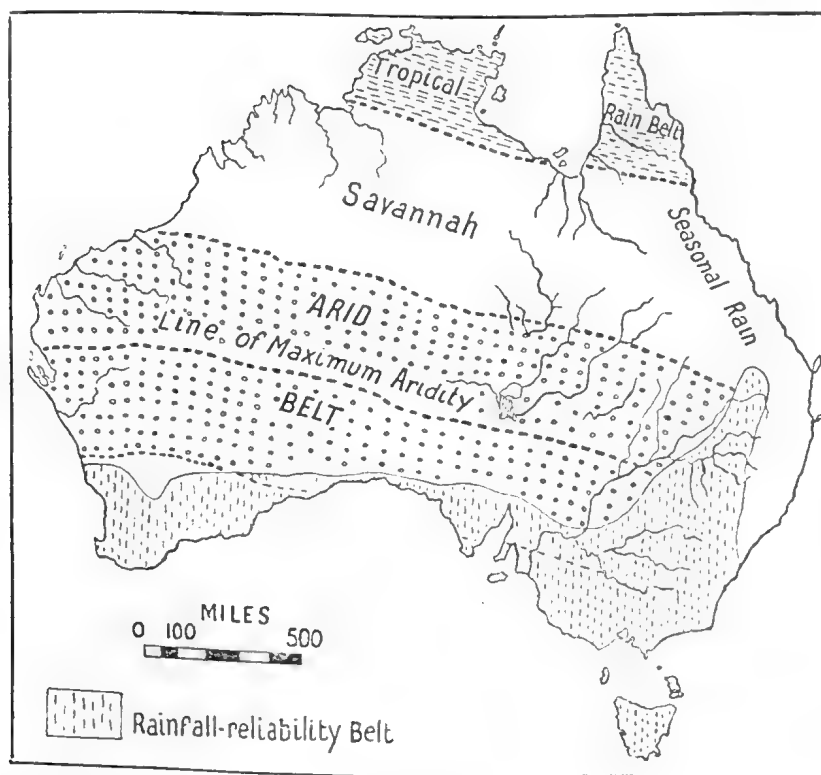 Tropical
Rain Belt
Savannah
Seasonal Rain
ARID
Line of Maximum Aridity
BELT
MILES
0 100 500
Rainfall-reliability Belt